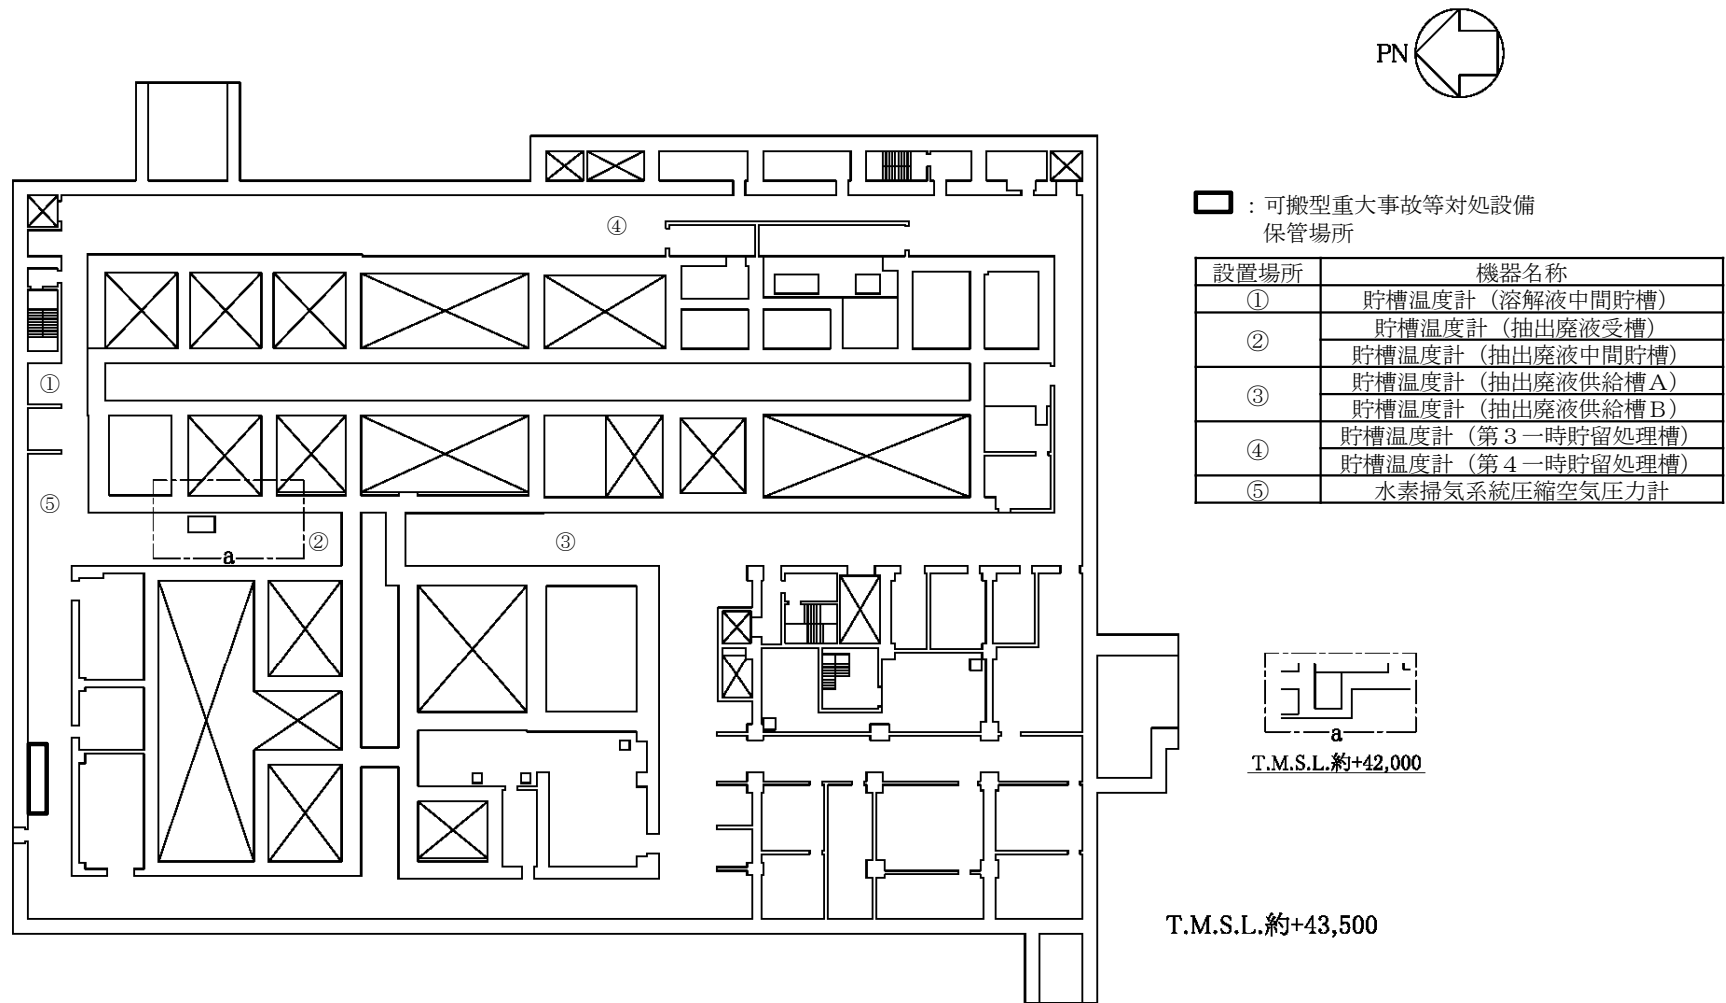 PN
:可搬型重大事故等対処設備
保管場所
設置場所 機器名称
① 貯槽温度計(溶解液中間貯槽)
② 貯槽温度計(抽出廃液受槽)
貯槽温度計(抽出廃液中間貯槽)
③ 貯槽温度計(抽出廃液供給槽A)
貯槽温度計(抽出廃液供給槽B)
④ 貯槽温度計(第3一時貯留処理槽)
貯槽温度計(第4一時貯留処理槽)
⑤ 水素掃気系統圧縮空気圧力計
④
①
⑤
②
③
a
a
T.M.S.L.約+42,000
T.M.S.L.約+43,500